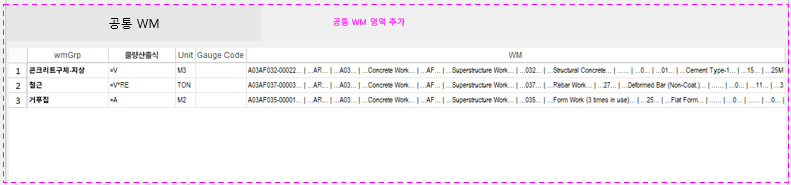 공통 WM
공통 WM 영역 추가
wmGrp 물량산출식 Unit Gauge Code WM
1 콘크리트구체-지상 =V M3 A03AF032-00022... | ...AR... | ...A03... | ...Concrete Work... | ...AF... | ...Superstructure Work... | ...032... | ...Structural Concrete... | ...... | ...0... | ...01... | ...Cement Type-1... | ...15... | ...25M
2 철근 =V*RE TON A03AF037-00003... | ...AR... | ...A03... | ...Concrete Work... | ...AF... | ...Superstructure Work... | ...037... | ...Rebar Work... | ...27... | ...Deformed Bar (Non-Coat.)... | ...... | ...0... | ...11... | ...3
3 거푸집 =A M2 A03AF035-00001... | ...AR... | ...A03... | ...Concrete Work... | ...AF... | ...Superstructure Work... | ...035... | ...Form Work (3 times in use)... | ...25... | ...Flat Form... | ...... | ...0... | ...... | ...0...